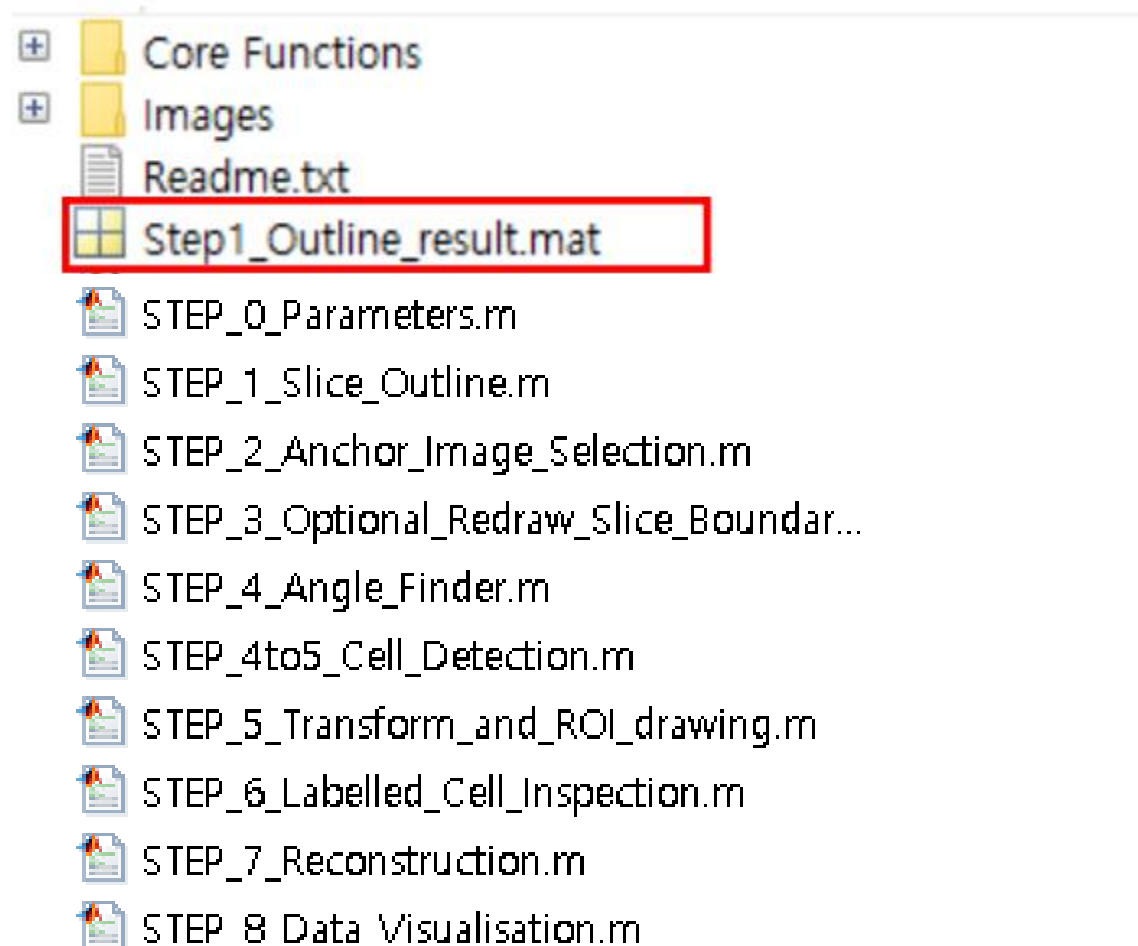 Core Functions
Images
Readme.txt
Step1_Outline_result.mat
STEP_0_Parameters.m
STEP_1_Slice_Outline.m
STEP_2_Anchor_Image_Selection.m
STEP_3_Optional_Redraw_Slice_Boundar...
STEP_4_Angle_Finder.m
STEP_4to5_Cell_Detection.m
STEP_5_Transform_and_ROI_drawing.m
STEP_6_Labelled_Cell_Inspection.m
STEP_7_Reconstruction.m
STEP_8_Data_Visualisation.m